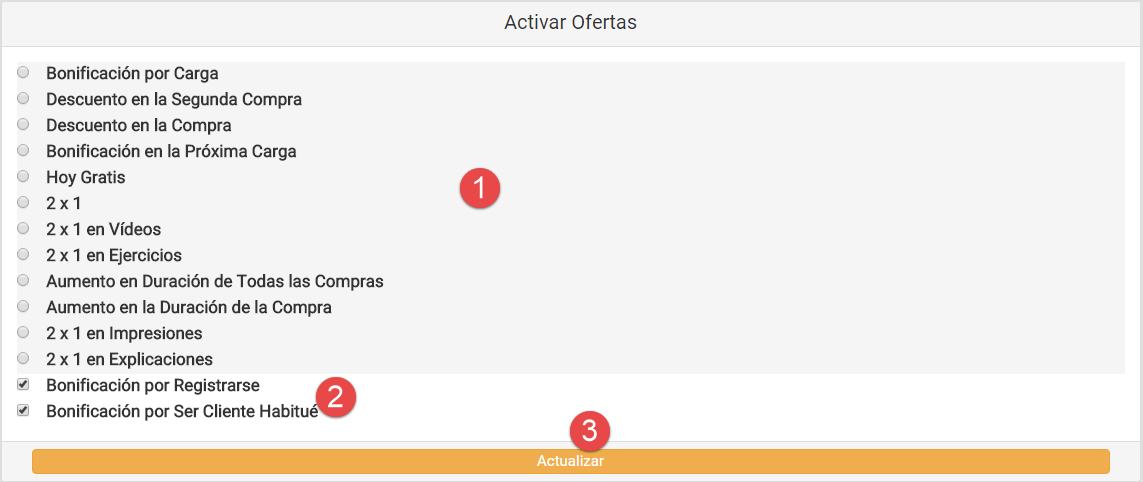 Activar Ofertas
Bonificación por Carga
Descuento en la Segunda Compra
Descuento en la Compra
Bonificación en la Próxima Carga
Hoy Gratis
1
2 x 1
2 x 1 en Vídeos
2 x 1 en Ejercicios
Aumento en Duración de Todas las Compras
Aumento en la Duración de la Compra
2 x 1 en Impresiones
2 x 1 en Explicaciones
Bonificación por Registrarse
2
Bonificación por Ser Cliente Habitué
3
Actualizar